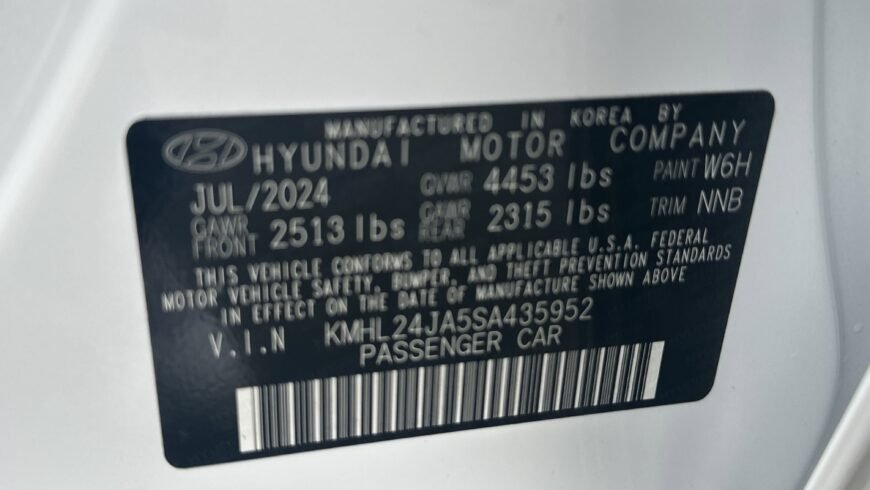 MANUFACTURED IN KOREA BY
HYUNDAI MOTOR COMPANY
JUL/2024 GVWR 4453 lbs PAINT W6H
GAWR FRONT 2513 lbs GAWR REAR 2315 lbs TRIM NNB
THIS VEHICLE CONFORMS TO ALL APPLICABLE U.S.A. FEDERAL
MOTOR VEHICLE SAFETY, BUMPER, AND THEFT PREVENTION STANDARDS
IN EFFECT ON THE DATE OF MANUFACTURE SHOWN ABOVE
V.I.N KMHL24JA5SA435952
PASSENGER CAR